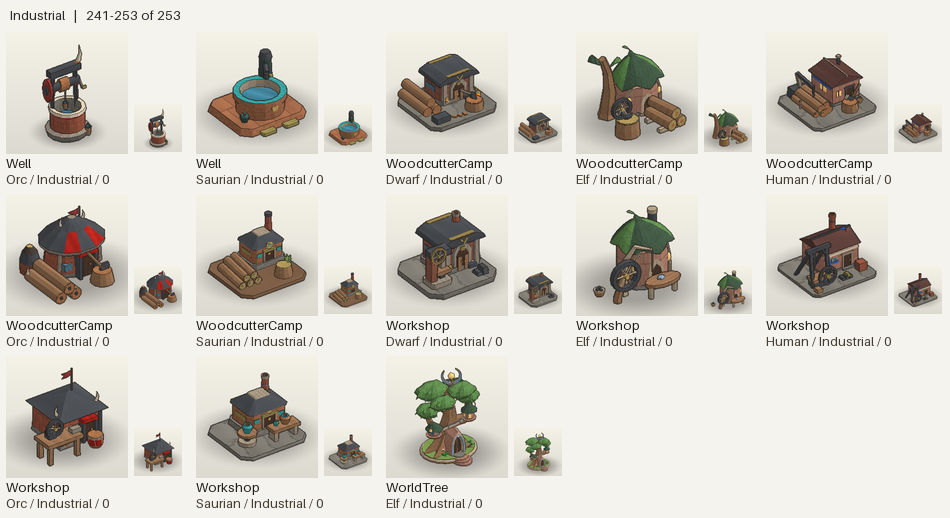 Industrial | 241-253 of 253
Well
Orc / Industrial / 0
Well
Saurian / Industrial / 0
WoodcutterCamp
Dwarf / Industrial / 0
WoodcutterCamp
Elf / Industrial / 0
WoodcutterCamp
Human / Industrial / 0
WoodcutterCamp
Orc / Industrial / 0
WoodcutterCamp
Saurian / Industrial / 0
Workshop
Dwarf / Industrial / 0
Workshop
Elf / Industrial / 0
Workshop
Human / Industrial / 0
Workshop
Orc / Industrial / 0
Workshop
Saurian / Industrial / 0
WorldTree
Elf / Industrial / 0